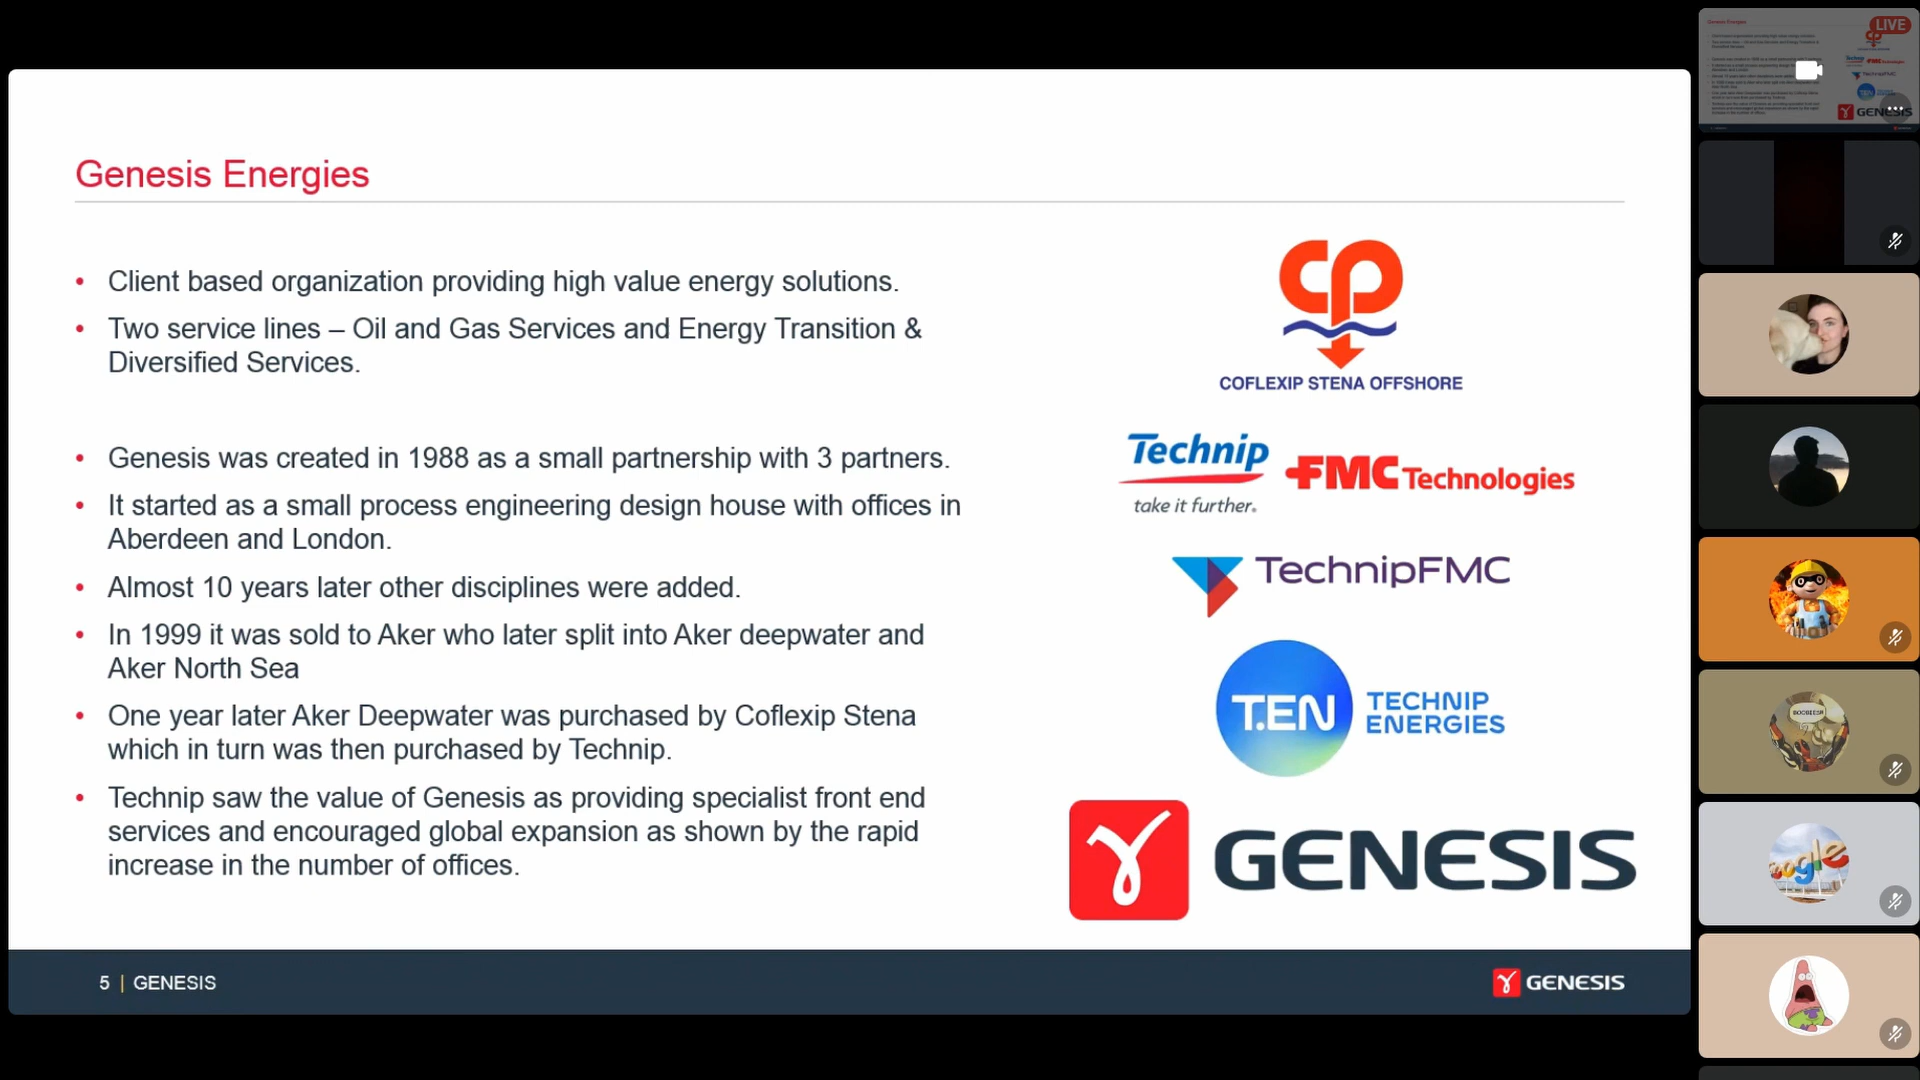 Genesis Energies
• Client based organization providing high value energy solutions.
• Two service lines – Oil and Gas Services and Energy Transition &
Diversified Services.
• Genesis was created in 1988 as a small partnership with 3 partners.
• It started as a small process engineering design house with offices in
Aberdeen and London.
• Almost 10 years later other disciplines were added.
• In 1999 it was sold to Aker who later split into Aker deepwater and
Aker North Sea
• One year later Aker Deepwater was purchased by Coflexip Stena
which in turn was then purchased by Technip.
• Technip saw the value of Genesis as providing specialist front end
services and encouraged global expansion as shown by the rapid
increase in the number of offices.
COFLEXIP STENA OFFSHORE
Technip
take it further.
FMC Technologies
TechnipFMC
T.EN TECHNIP
ENERGIES
GENESIS
5 | GENESIS
GENESIS
LIVE
Genesis Energies
GENESIS